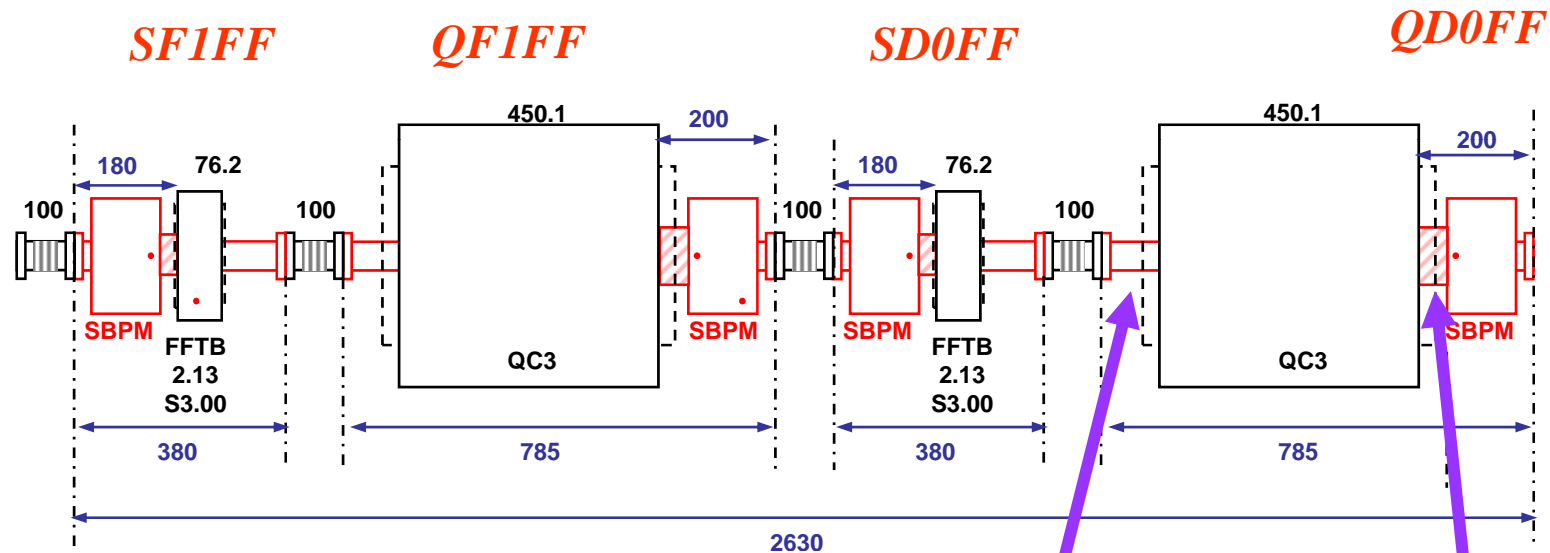 SF1FF
QF1FF
SD0FF
QD0FF
450.1
450.1
200
200
180
76.2
180
76.2
100
100
100
100
SBPM
SBPM
SBPM
SBPM
FFTB
2.13
S3.00
QC3
FFTB
2.13
S3.00
QC3
380
785
380
785
2630